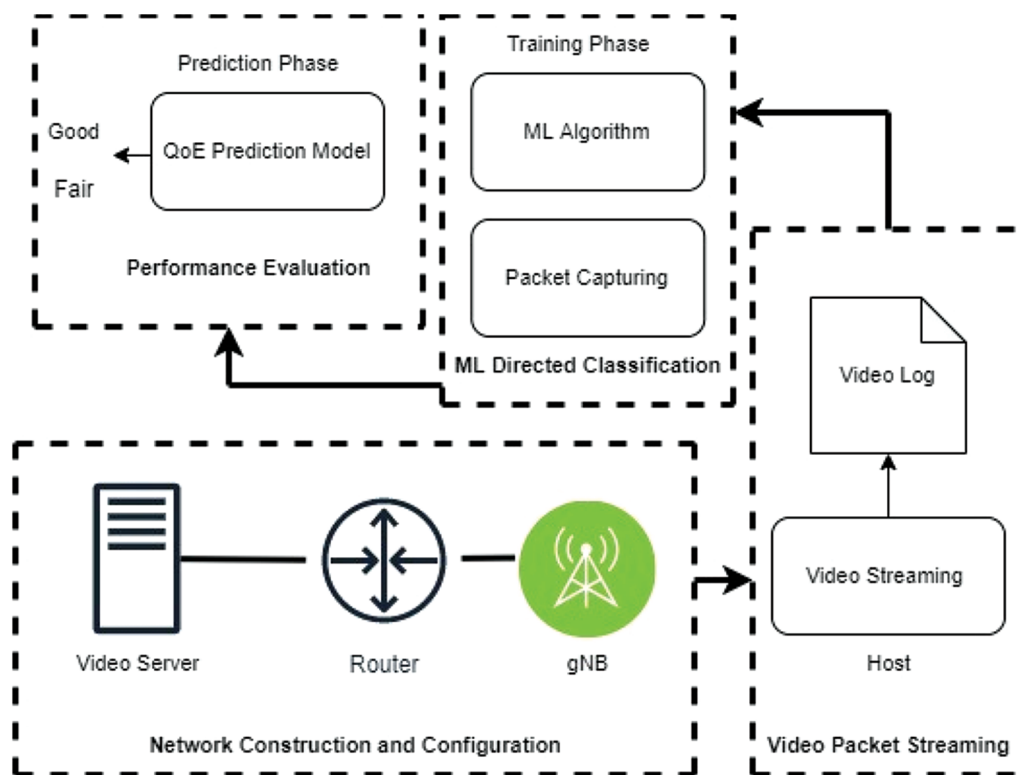 Prediction Phase
Good
QoE Prediction Model
Fair
Performance Evaluation
Training Phase
ML Algorithm
Packet Capturing
ML Directed Classification
Video Log
Video Streaming
Host
Video Packet Streaming
Video Server
Router
gNB
Network Construction and Configuration